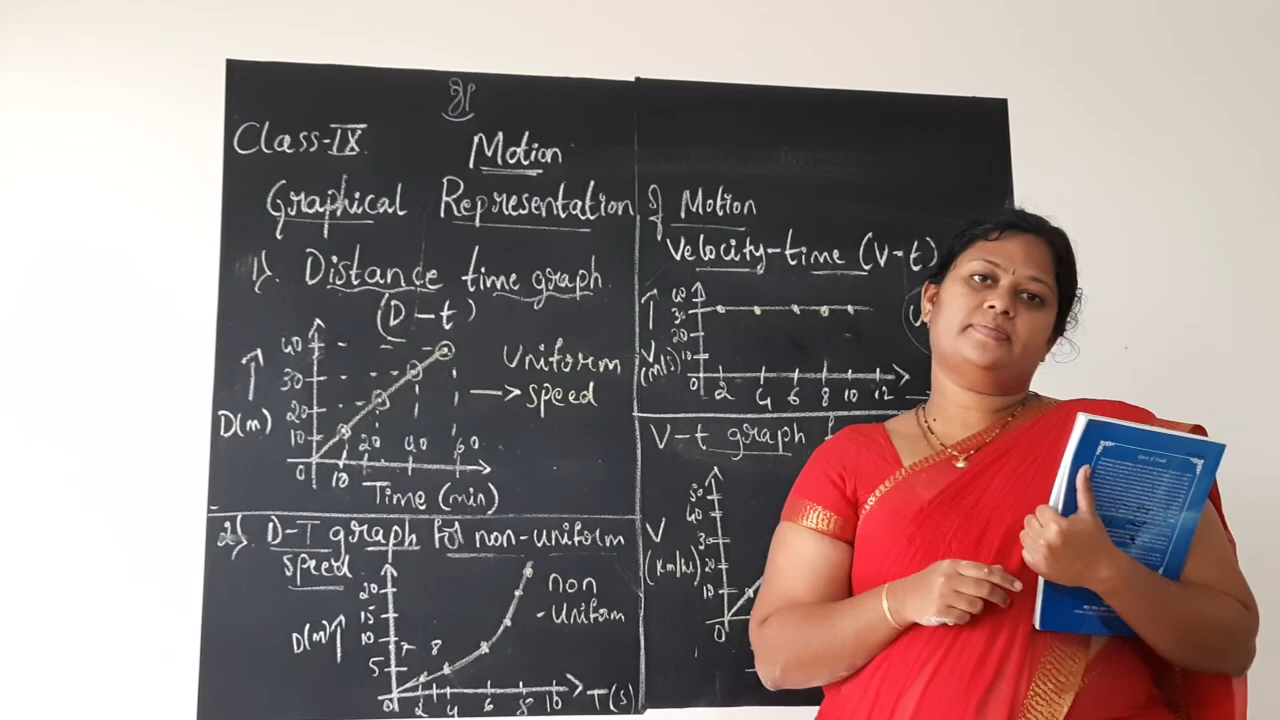 Class-IX
Motion
Graphical Representation of Motion
1). Distance time graph
(D-t)
40
30
20
10
0
D(m)
10 20 40 60
Time (min)
Uniform
speed
2). D-T graph for non-uniform
speed
20
15
10
5
0
D(m)
7 8
2 4 6 8 10
T(s)
non
-Uniform
Velocity-time (V-t)
30
20
10
0
V
(m/s)
2 4 6 8 10 12
V-t graph
50
40
30
20
10
0
V
(Km/hr)